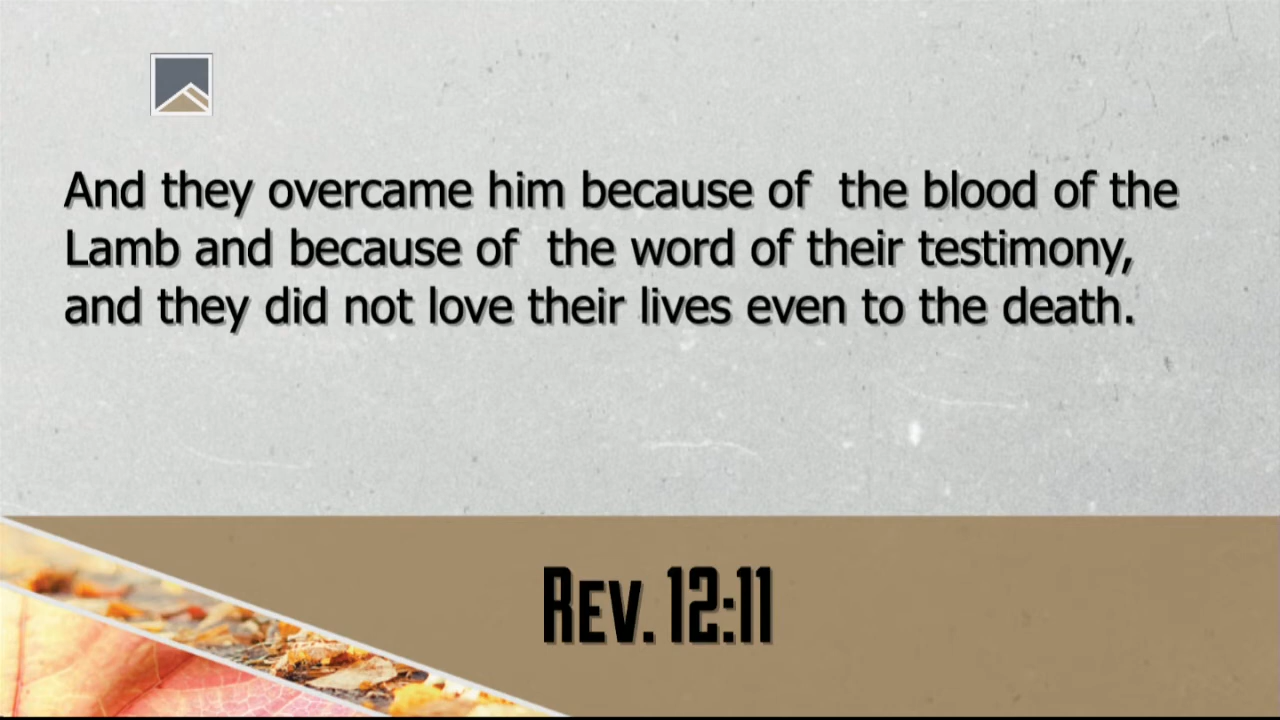 And they overcame him because of the blood of the
Lamb and because of the word of their testimony,
and they did not love their lives even to the death.
REV. 12:11